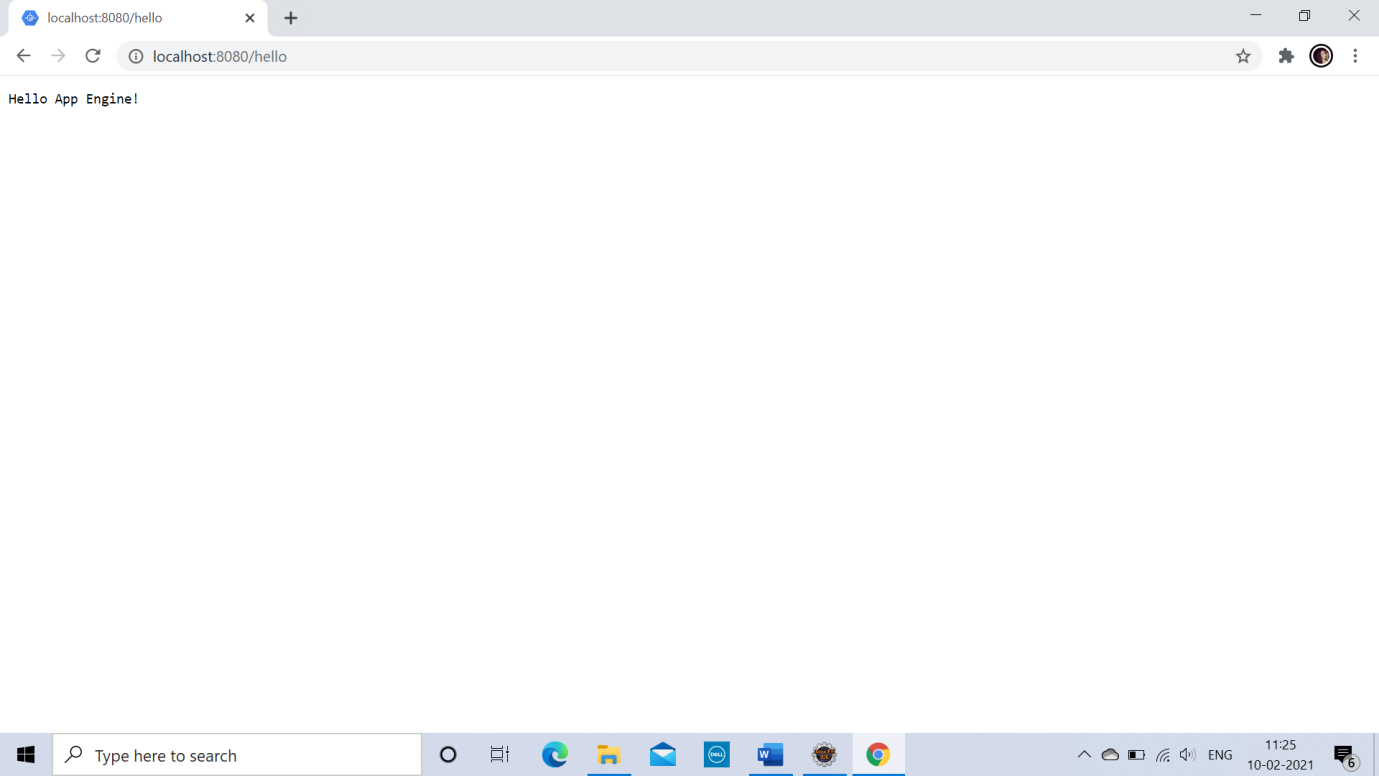 localhost:8080/hello
localhost:8080/hello
Hello App Engine!
Type here to search
DELL
W
ENG
11:25
10-02-2021
6